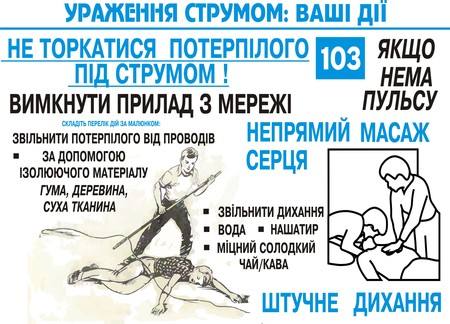 УРАЖЕННЯ СТРУМОМ: ВАШІ ДІЇ
НЕ ТОРКАТИСЯ ПОТЕРПІЛОГО
ПІД СТРУМОМ !
103
ЯКЩО
НЕМА
ПУЛЬСУ
ВИМКНУТИ ПРИЛАД З МЕРЕЖІ
СКЛАДІТЬ ПЕРЕЛІК ДІЙ ЗА МАЛЮНКОМ:
ЗВІЛЬНИТИ ПОТЕРПІЛОГО ВІД ПРОВОДІВ
▪ ЗА ДОПОМОГОЮ
ІЗОЛЮЮЧОГО МАТЕРІАЛУ
ГУМА, ДЕРЕВИНА,
СУХА ТКАНИНА
НЕПРЯМИЙ МАСАЖ
СЕРЦЯ
▪ ЗВІЛЬНИТИ ДИХАННЯ
▪ ВОДА ▪ НАШАТИР
▪ МІЦНИЙ СОЛОДКИЙ
ЧАЙ/КАВА
ШТУЧНЕ ДИХАННЯ